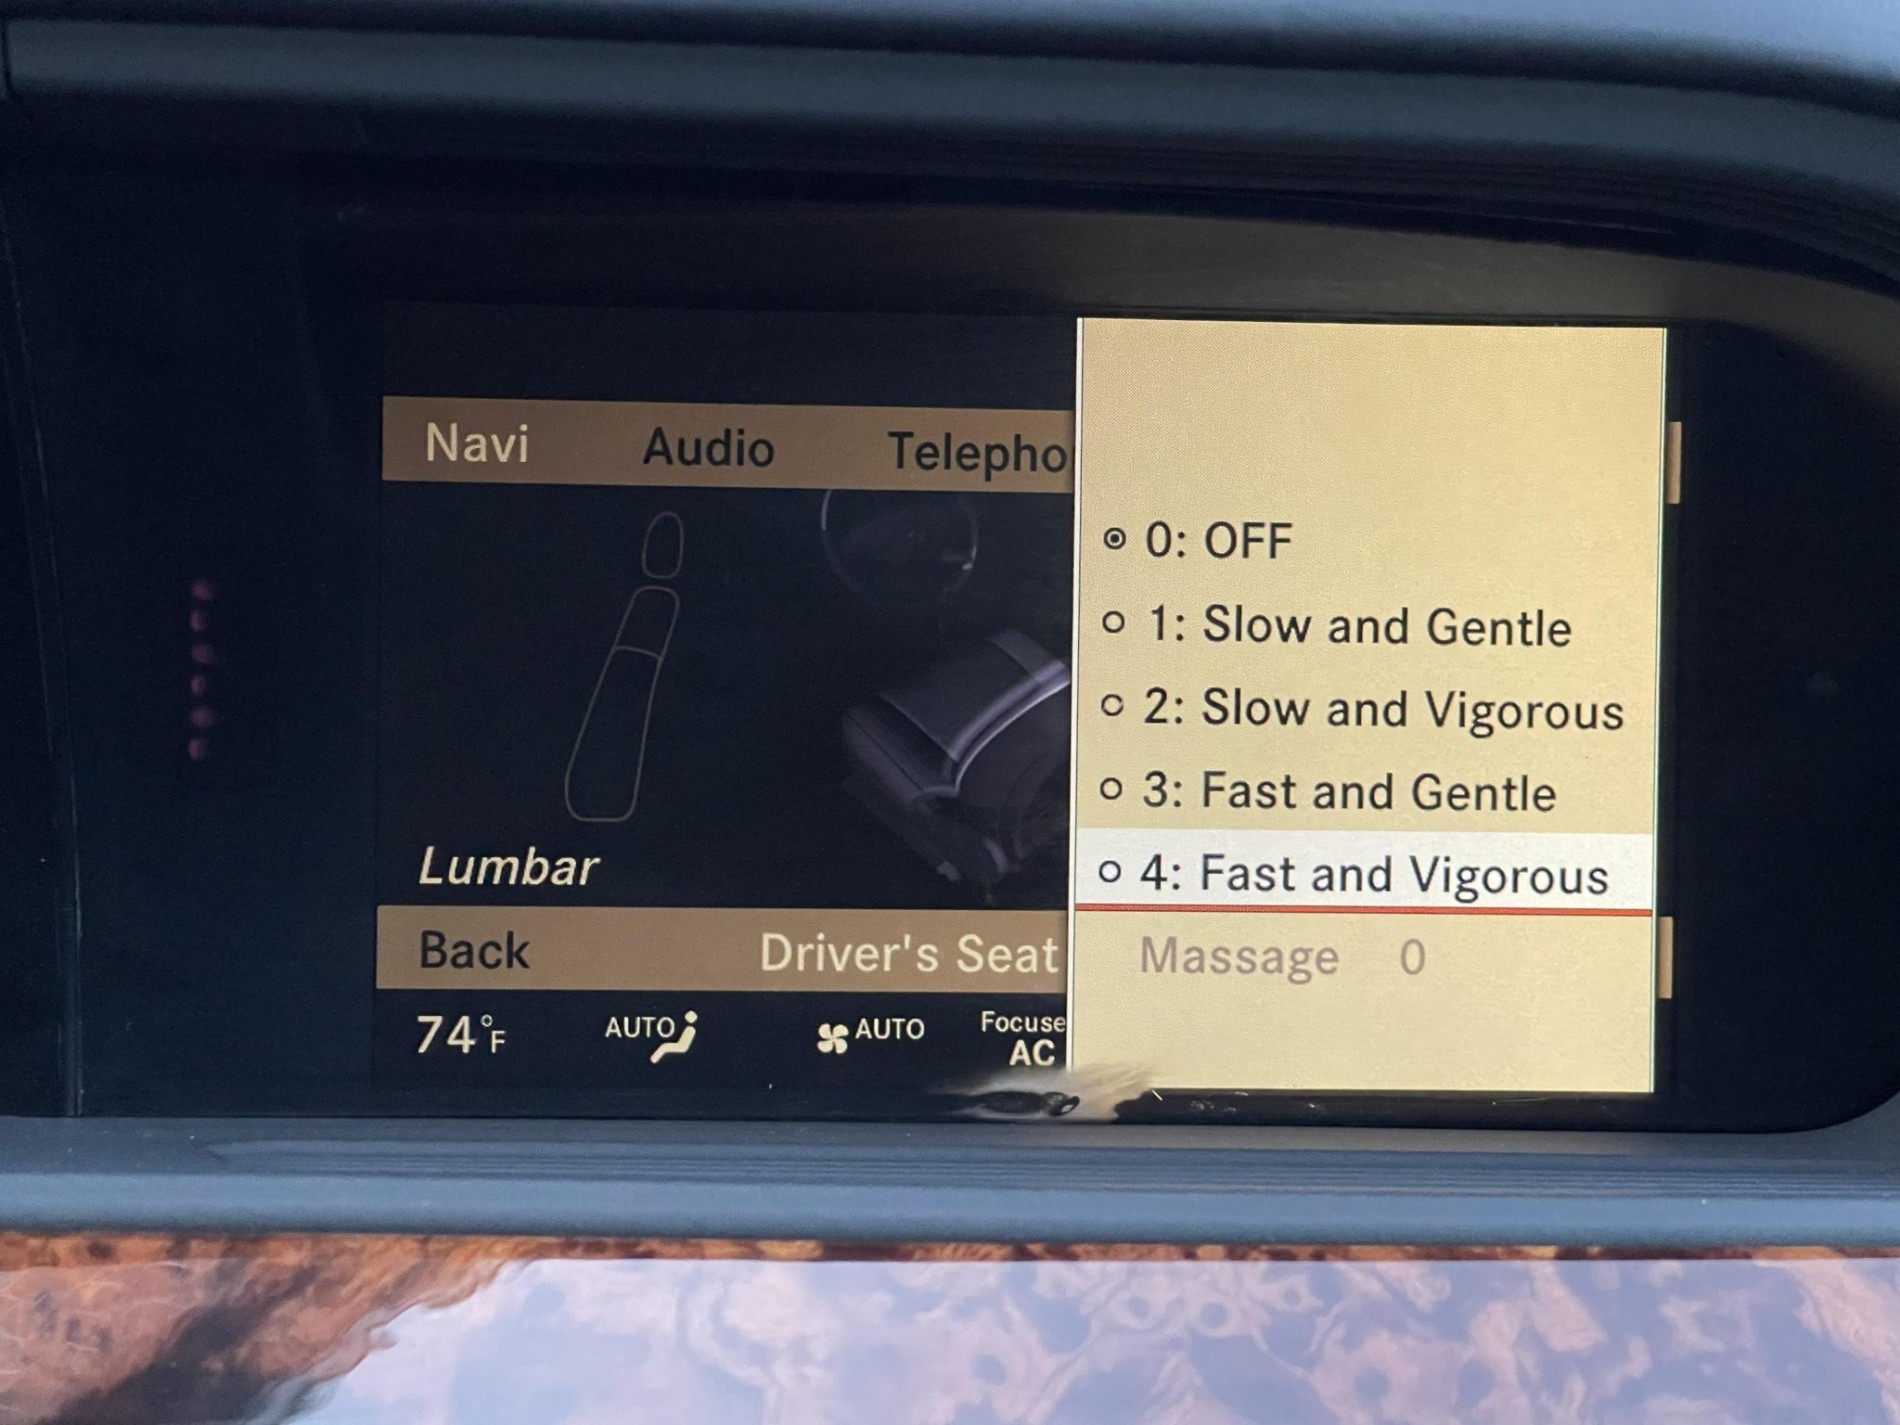 Navi Audio Telepho
0: OFF
1: Slow and Gentle
2: Slow and Vigorous
3: Fast and Gentle
4: Fast and Vigorous
Lumbar
Back Driver's Seat
Massage 0
74°F AUTO AUTO Focuse
AC